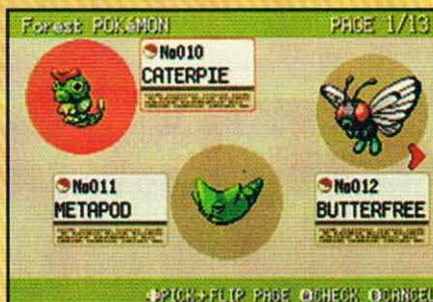 Forest POKéMON PAGE 1/13
No010
CATERPIE
No011
METAPOD
No012
BUTTERFREE
PICK FLIP PAGE CHECK CANCEL